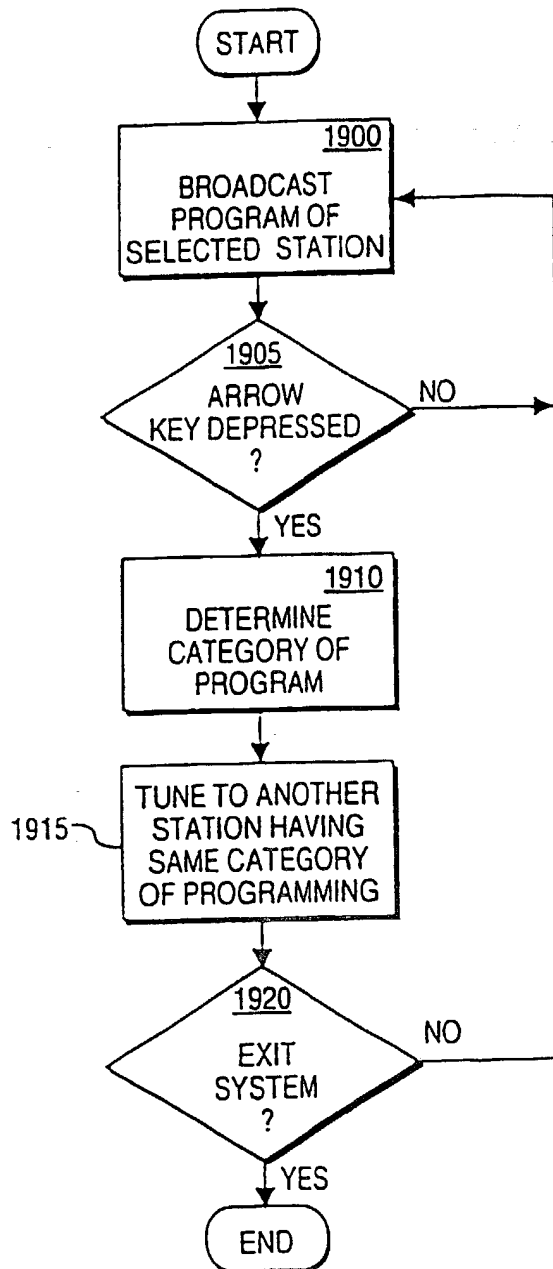 START
1900
BROADCAST
PROGRAM OF
SELECTED STATION
1905
ARROW
KEY DEPRESSED
?
NO
YES
1910
DETERMINE
CATEGORY OF
PROGRAM
1915
TUNE TO ANOTHER
STATION HAVING
SAME CATEGORY
OF PROGRAMMING
1920
EXIT
SYSTEM
?
NO
YES
END